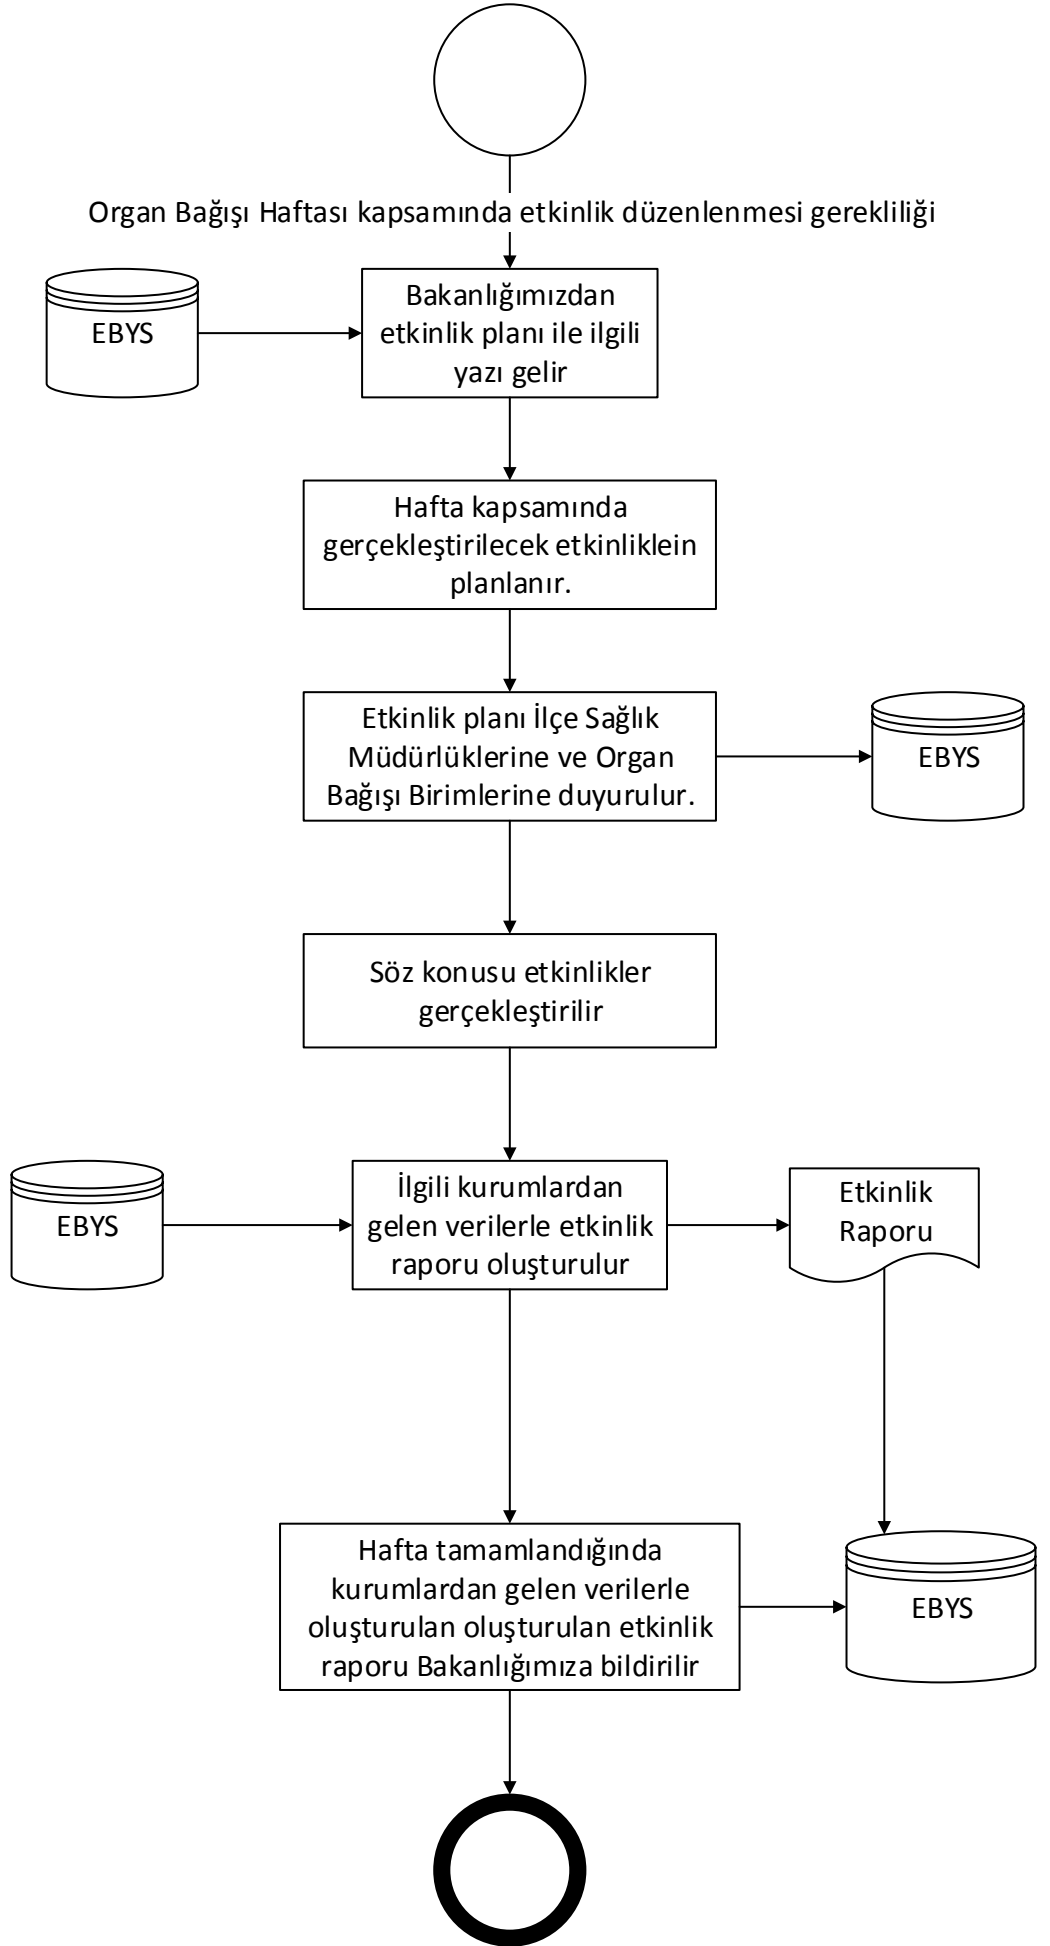 Organ Bağışı Haftası kapsamında etkinlik düzenlenmesi gerekliliği
EBYS
Bakanlığımızdan
etkinlik planı ile ilgili
yazı gelir
Hafta kapsamında
gerçekleştirilecek etkinliklein
planlanır.
Etkinlik planı İlçe Sağlık
Müdürlüklerine ve Organ
Bağışı Birimlerine duyurulur.
EBYS
Söz konusu etkinlikler
gerçekleştirilir
EBYS
İlgili kurumlardan
gelen verilerle etkinlik
raporu oluşturulur
Etkinlik
Raporu
Hafta tamamlandığında
kurumlardan gelen verilerle
oluşturulan oluşturulan etkinlik
raporu Bakanlığımıza bildirilir
EBYS